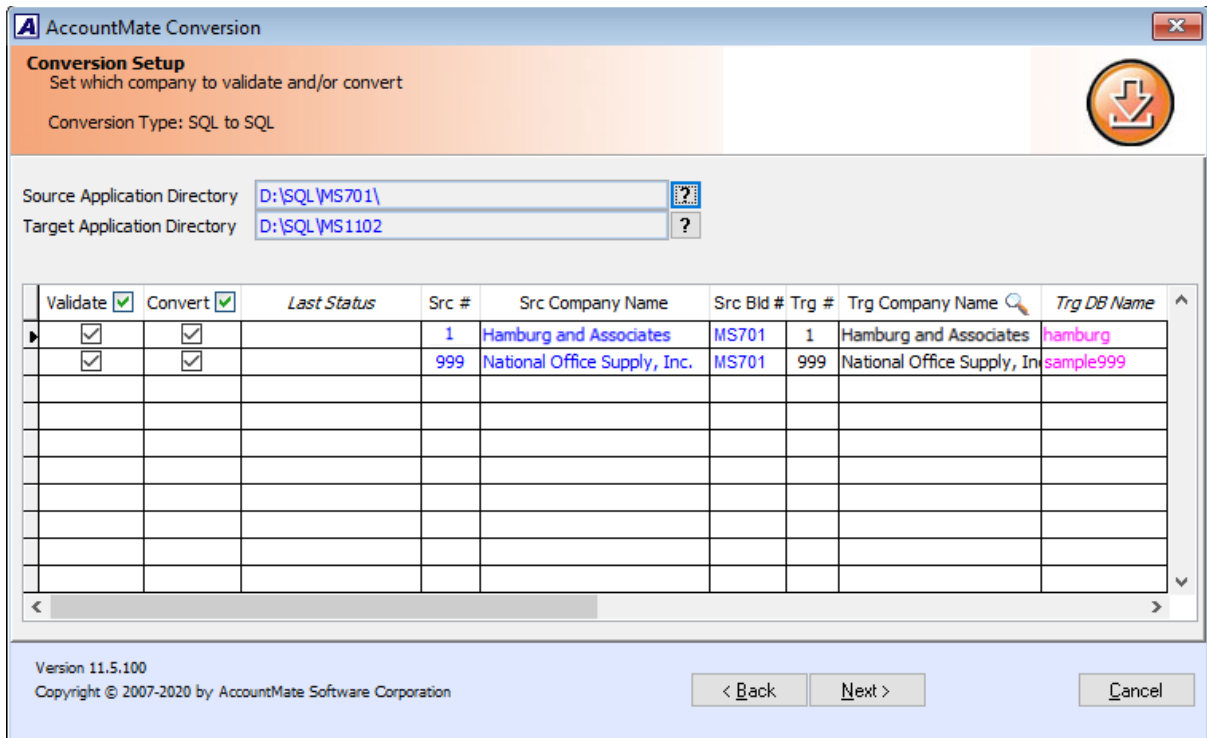 AccountMate Conversion
Conversion Setup
Set which company to validate and/or convert
Conversion Type: SQL to SQL
Source Application Directory D:\SQL\MS701\ ?
Target Application Directory D:\SQL\MS1102 ?
Validate Convert Last Status Src # Src Company Name Src Bld # Trg # Trg Company Name Trg DB Name
1 Hamburg and Associates MS701 1 Hamburg and Associates hamburg
999 National Office Supply, Inc. MS701 999 National Office Supply, In sample999
Version 11.5.100
Copyright © 2007-2020 by AccountMate Software Corporation
< Back Next > Cancel